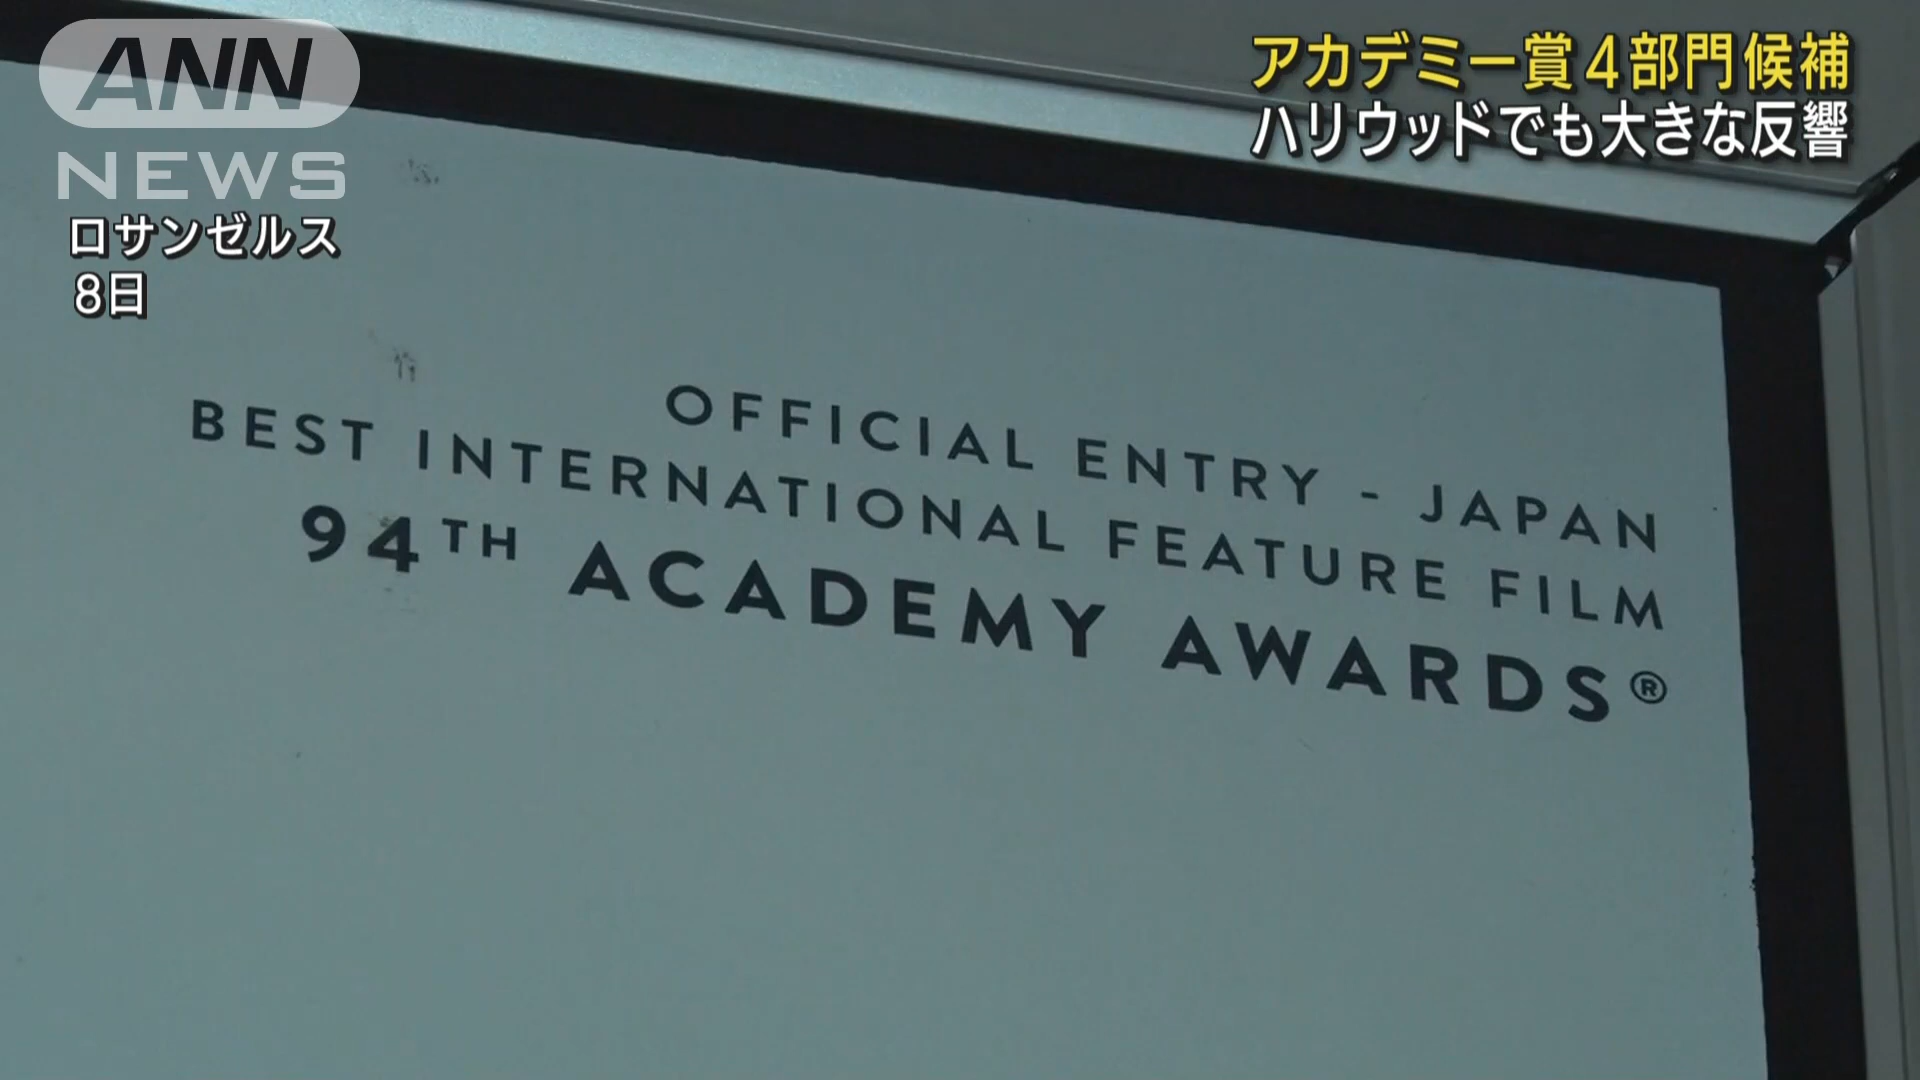 ANN
NEWS
ロサンゼルス
8日
アカデミー賞4部門候補
ハリウッドでも大きな反響
OFFICIAL ENTRY - JAPAN
BEST INTERNATIONAL FEATURE FILM
94TH ACADEMY AWARDS®